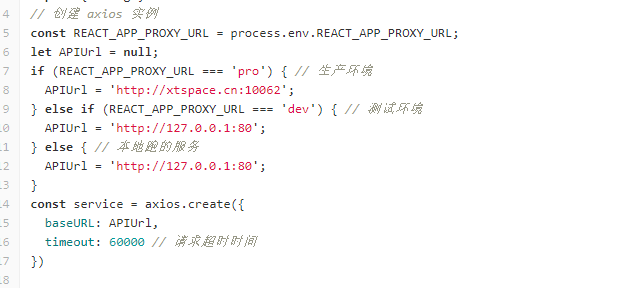 4 // 创建 axios 实例
5 const REACT_APP_PROXY_URL = process.env.REACT_APP_PROXY_URL;
6 let APIUrl = null;
7 if (REACT_APP_PROXY_URL === 'pro') { // 生产环境
8 APIUrl = 'http://xtspace.cn:10062';
9 } else if (REACT_APP_PROXY_URL === 'dev') { // 测试环境
10 APIUrl = 'http://127.0.0.1:80';
11 } else { // 本地跑的服务
12 APIUrl = 'http://127.0.0.1:80';
13 }
14 const service = axios.create({
15 baseURL: APIUrl,
16 timeout: 60000 // 请求超时时间
17 })
18